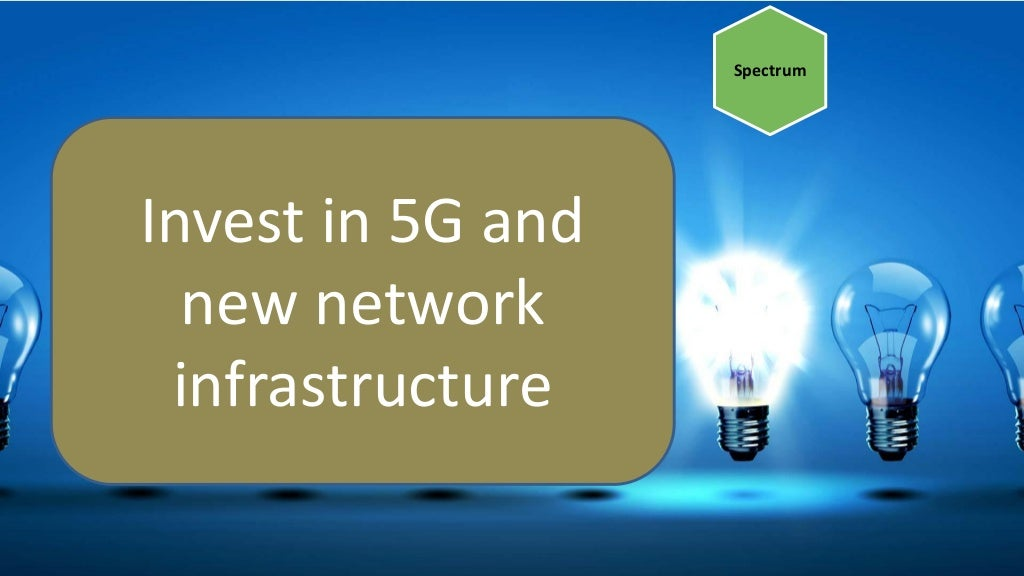 Spectrum
Invest in 5G and
new network
infrastructure